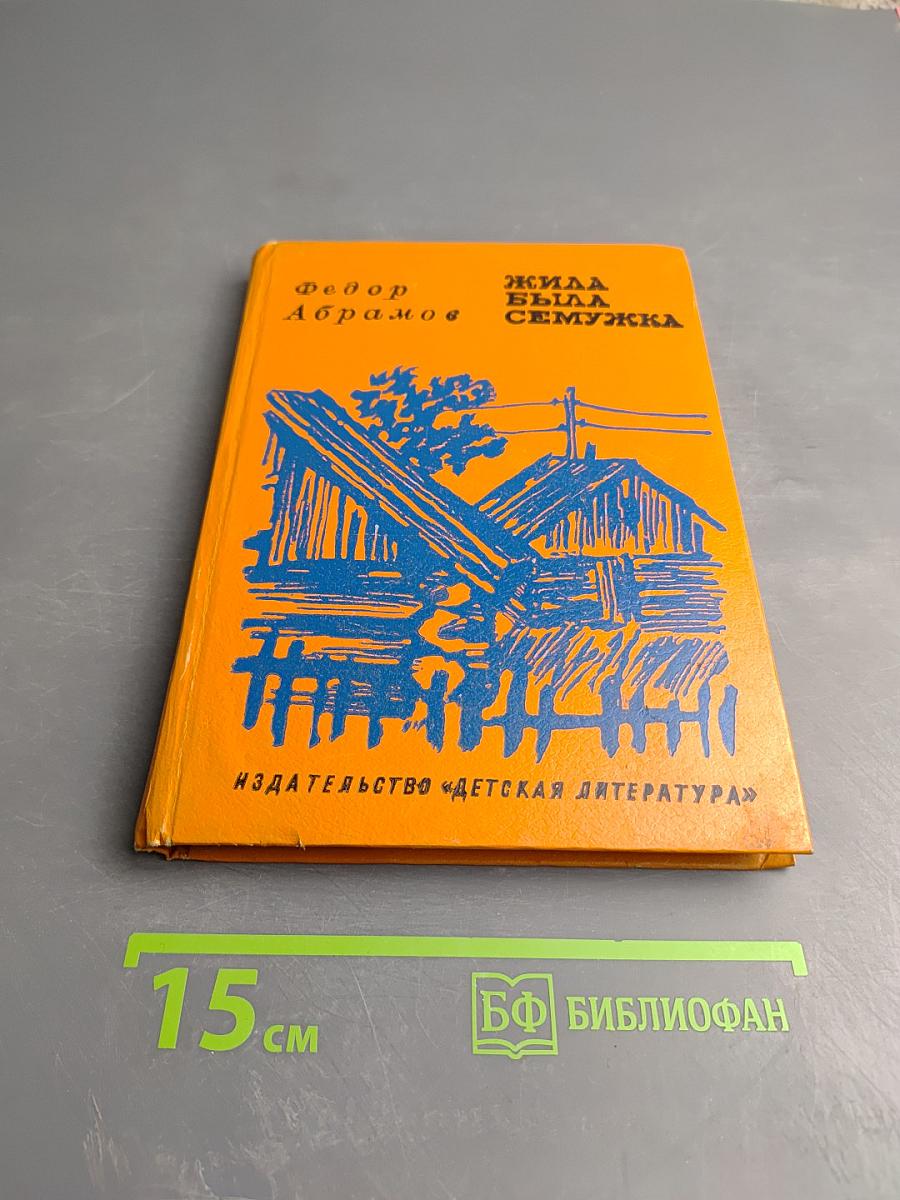 Федор
Абрамов
ЖИЛА
БЫЛА
СЕМУЖКА
ИЗДАТЕЛЬСТВО «ДЕТСКАЯ ЛИТЕРАТУРА»
15 см
БФ БИБЛИОФАН